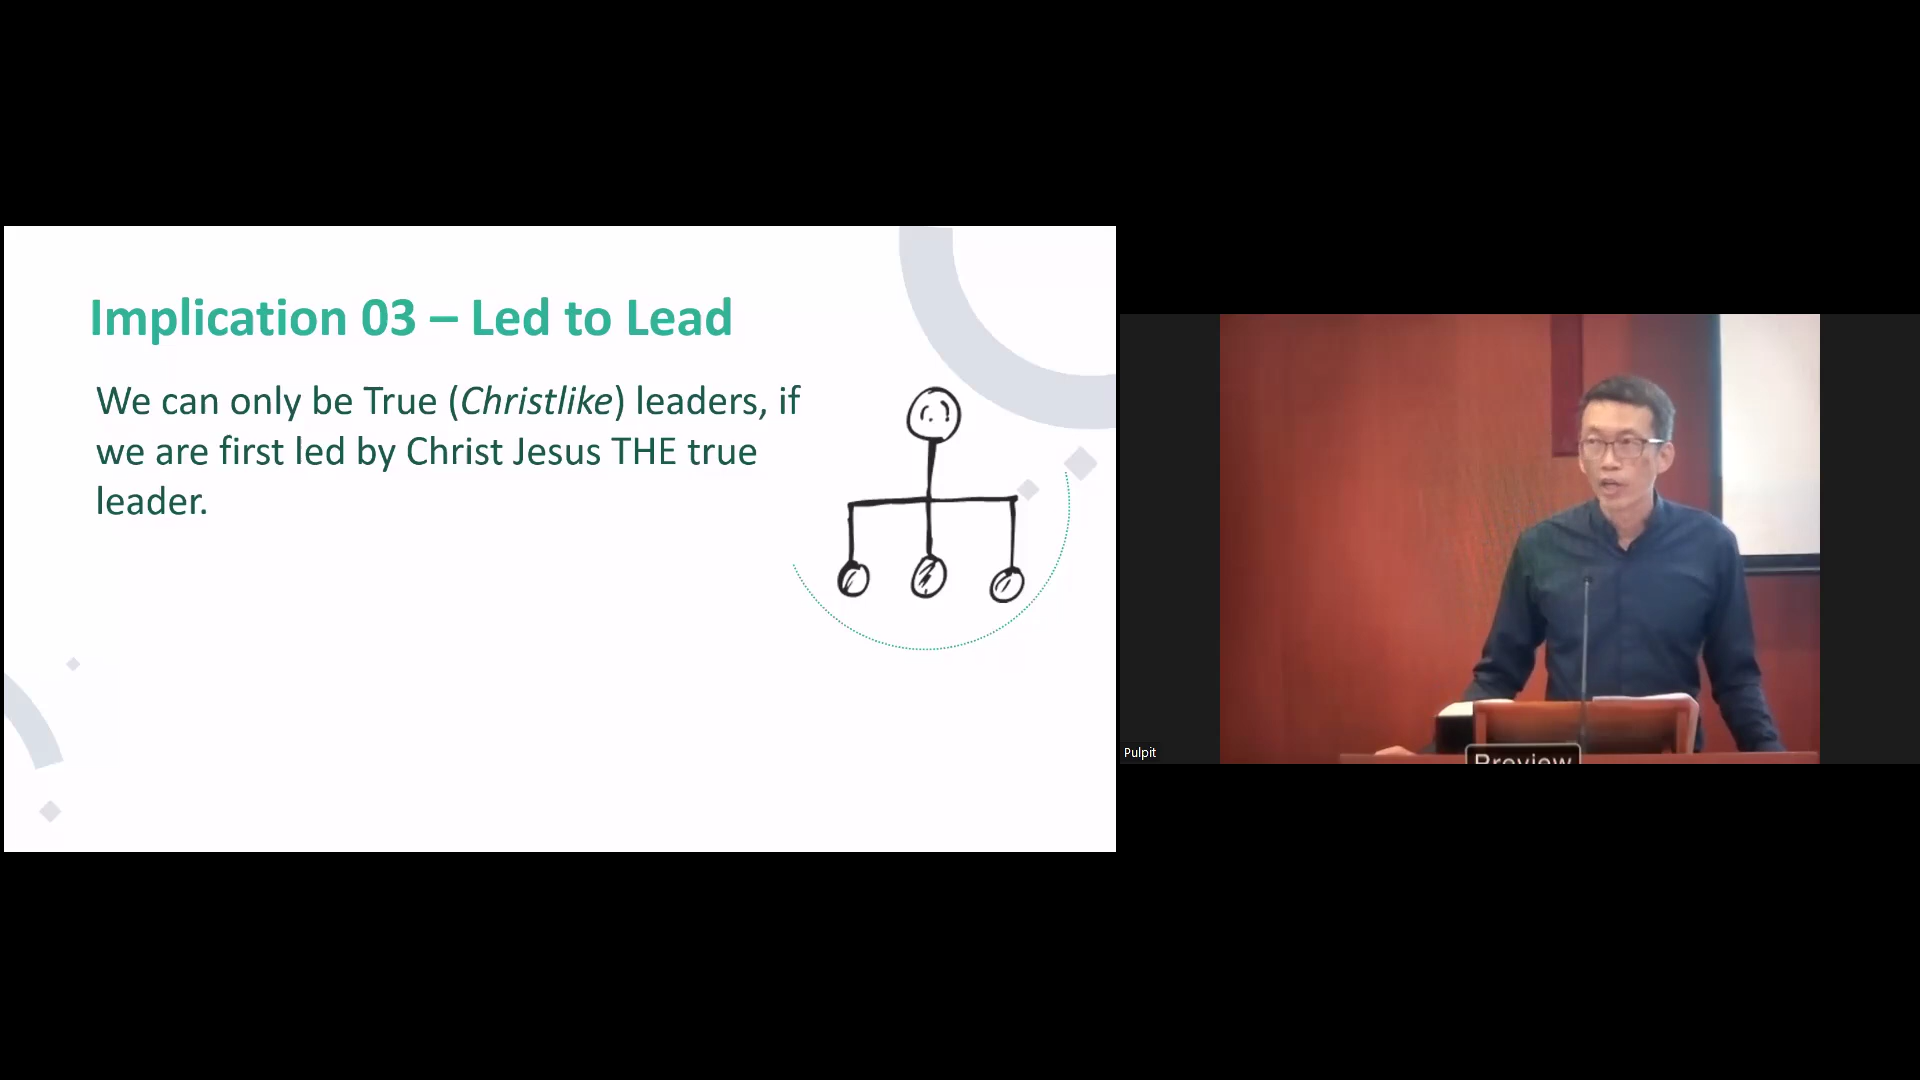 Implication 03 – Led to Lead
We can only be True (Christlike) leaders, if
we are first led by Christ Jesus THE true
leader.
Pulpit
Preview